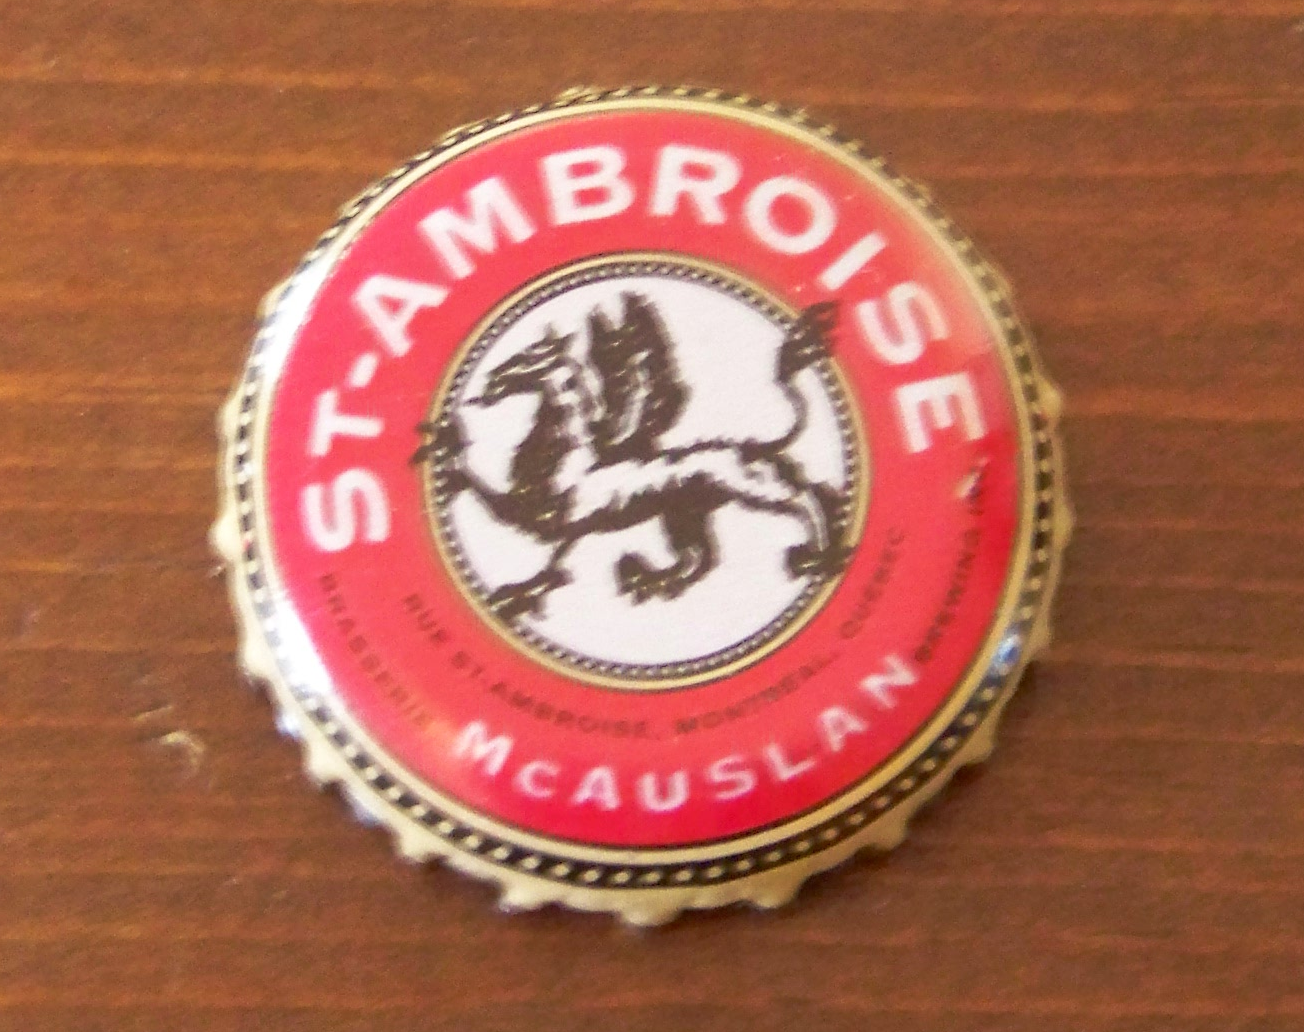 ST-AMBROISE
RUE ST-AMBROISE, MONTREAL, QUEBEC
BRASSERIE McAUSLAN BREWING INC